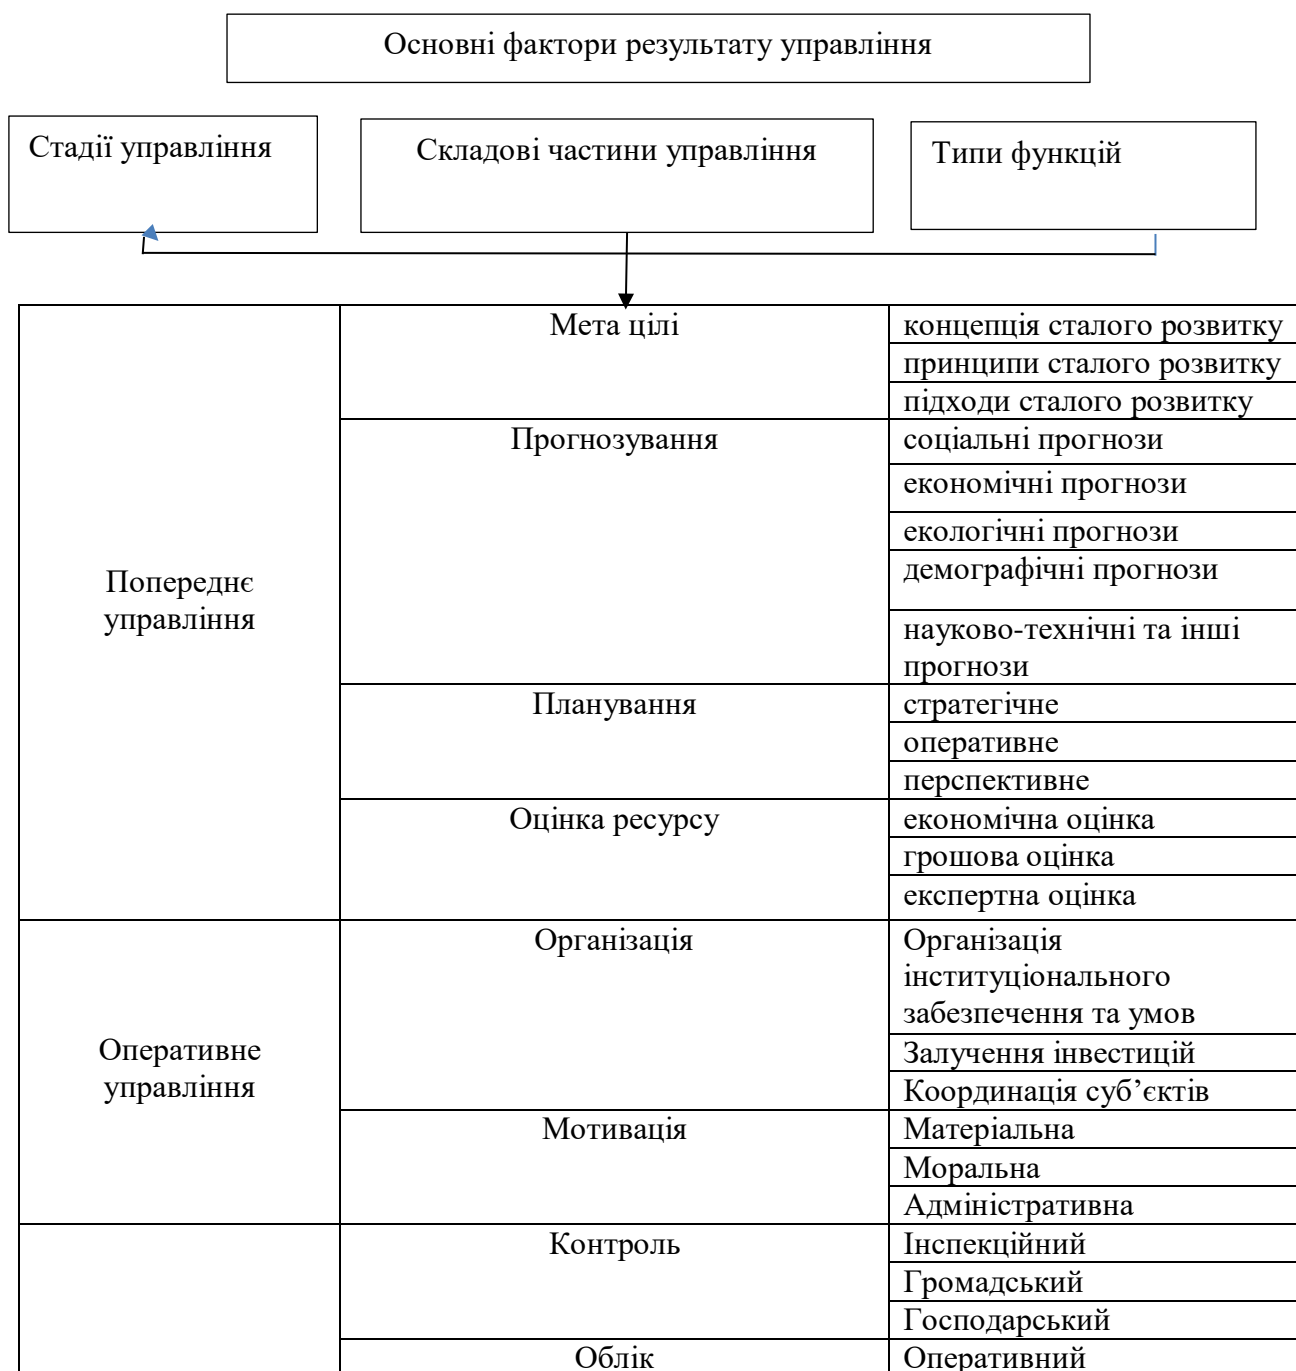 Основні фактори результату управління
Стадії управління
Складові частини управління
Типи функцій
Попереднє
управління
Мета цілі
концепція сталого розвитку
принципи сталого розвитку
підходи сталого розвитку
Прогнозування
соціальні прогнози
економічні прогнози
екологічні прогнози
демографічні прогнози
науково-технічні та інші
прогнози
Планування
стратегічне
оперативне
перспективне
Оцінка ресурсу
економічна оцінка
грошова оцінка
експертна оцінка
Оперативне
управління
Організація
Організація
інституціонального
забезпечення та умов
Залучення інвестицій
Координація суб’єктів
Мотивація
Матеріальна
Моральна
Адміністративна
Контроль
Інспекційний
Громадський
Господарський
Облік
Оперативний